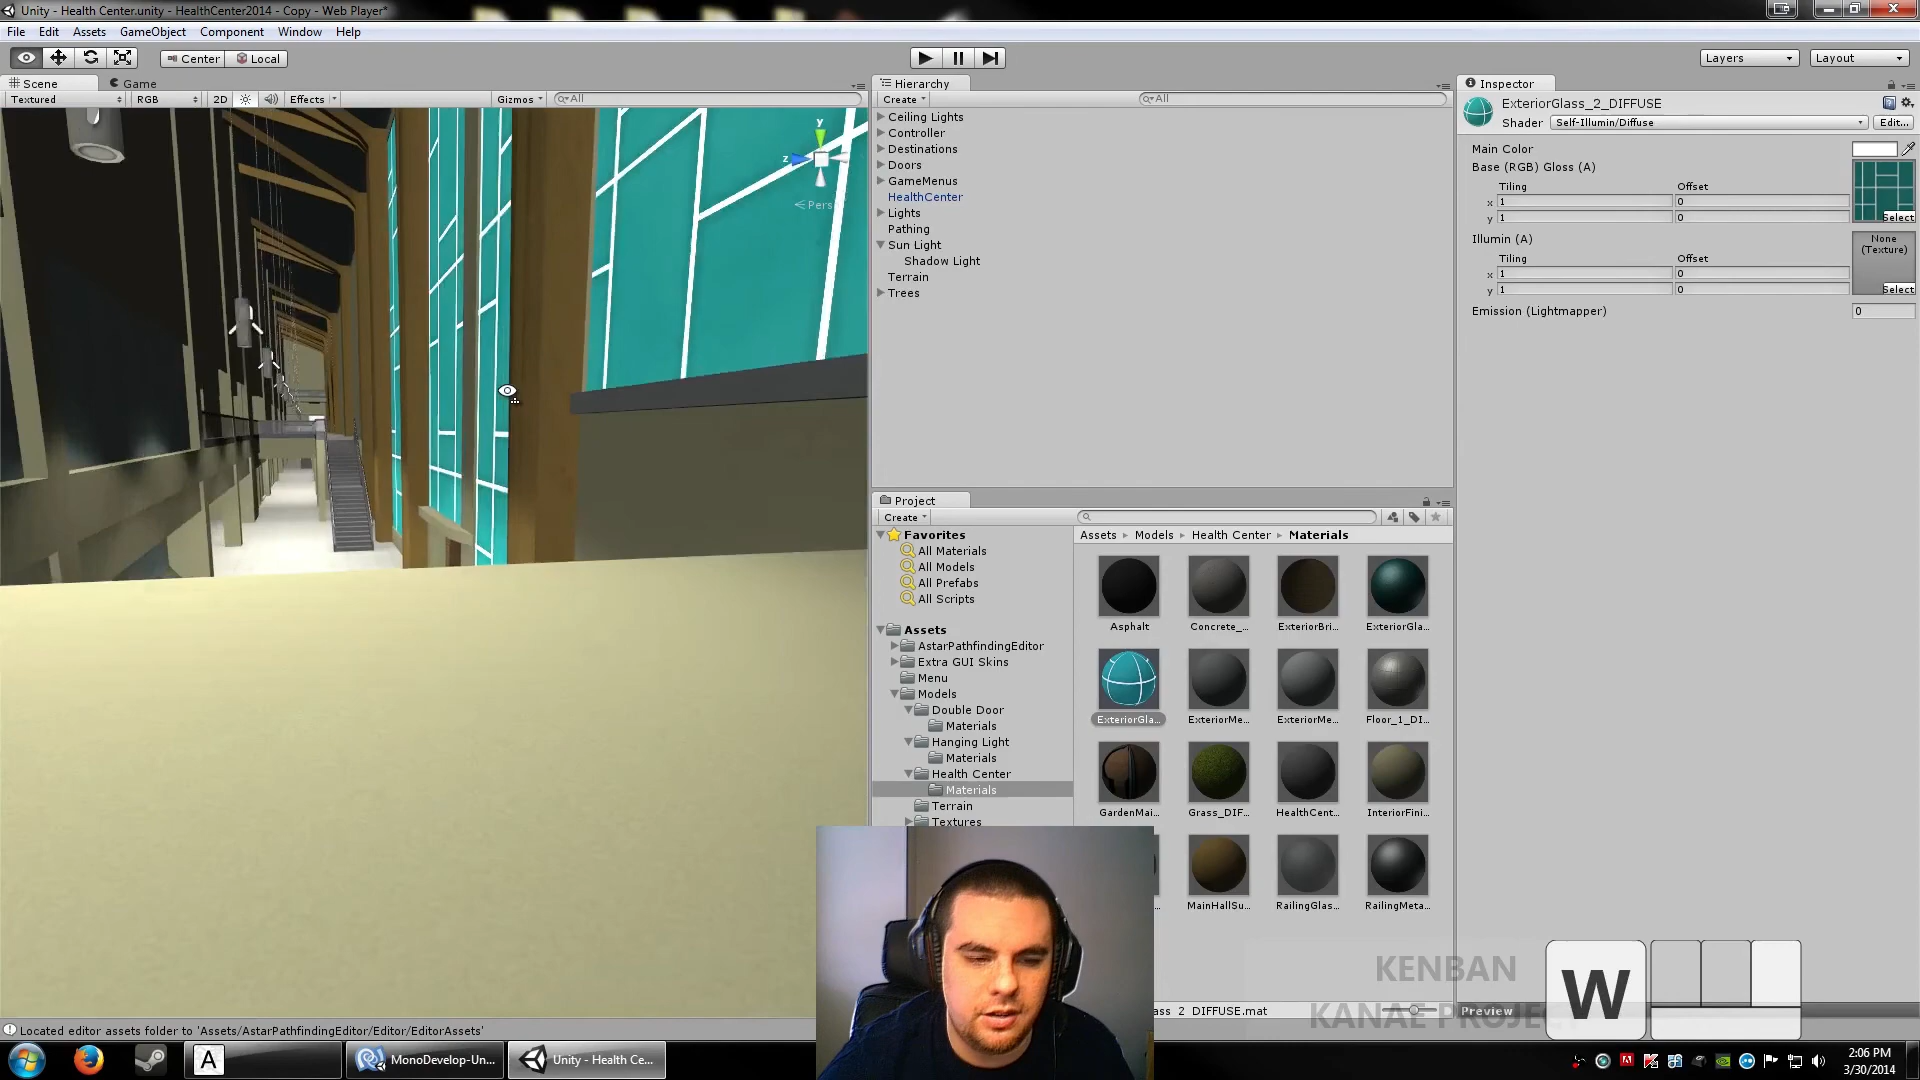 Unity - Health Center.unity - HealthCenter2014 - Copy - Web Player*
File Edit Assets GameObject Component Window Help
Center Local
Layers Layout
Scene Game
Textured RGB 2D Effects Gizmos All
y
z
Persp
Hierarchy
Create All
Ceiling Lights
Controller
Destinations
Doors
GameMenus
HealthCenter
Lights
Pathing
Sun Light
Shadow Light
Terrain
Trees
Project
Create
Favorites
All Materials
All Models
All Prefabs
All Scripts
Assets
AstarPathfindingEditor
Extra GUI Skins
Menu
Models
Double Door
Materials
Hanging Light
Materials
Health Center
Materials
Terrain
Textures
Assets Models Health Center Materials
Asphalt Concrete_... ExteriorBri... ExteriorGla...
ExteriorGla... ExteriorMe... ExteriorMe... Floor_1_DI...
GardenMai... Grass_DIF... HealthCent... InteriorFini...
MainHallSu... RailingGlas... RailingMeta...
ass_2_DIFFUSE.mat
Inspector
ExteriorGlass_2_DIFFUSE
Shader Self-Illumin/Diffuse Edit...
Main Color
Base (RGB) Gloss (A)
Tiling Offset
x 1 0
y 1 0
Select
Illumin (A)
None
(Texture)
Tiling Offset
x 1 0
y 1 0
Select
Emission (Lightmapper) 0
Preview
KENBAN
KANAE PROJECT
W
Located editor assets folder to 'Assets/AstarPathfindingEditor/Editor/EditorAssets'
A
MonoDevelop-Un...
Unity - Health Ce...
2:06 PM
3/30/2014